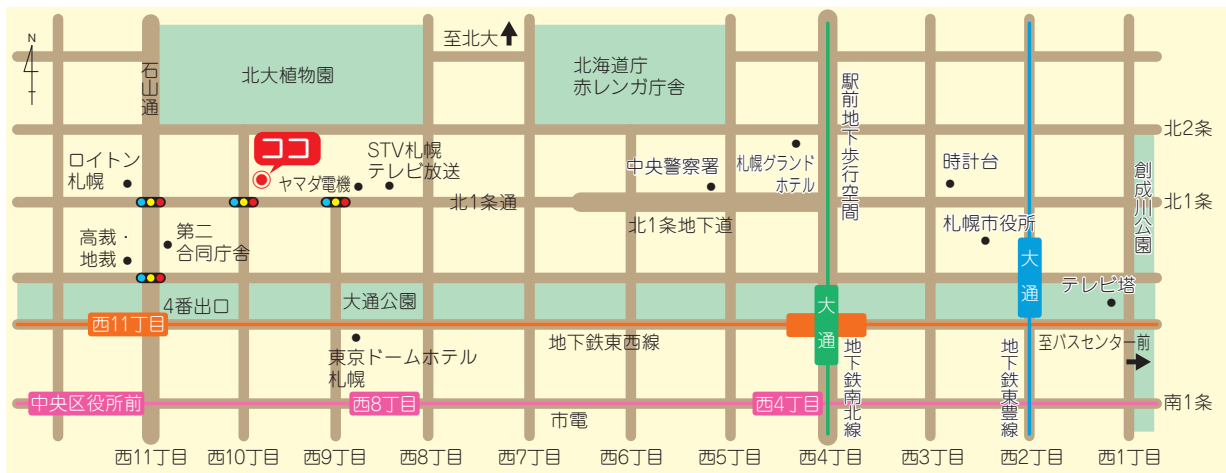 N
至北大
石山通
北大植物園
北海道庁
赤レンガ庁舎
駅前地下歩行空間
北2条
ココ
ロイトン
札幌
ヤマダ電機
STV札幌
テレビ放送
中央警察署
札幌グランド
ホテル
時計台
創成川公園
北1条通
北1条
北1条地下道
高裁・
地裁
第二
合同庁舎
札幌市役所
大通
テレビ塔
4番出口
大通公園
西11丁目
大通
東京ドームホテル
札幌
地下鉄東西線
地下鉄南北線
地下鉄東豊線
至バスセンター前
中央区役所前
西8丁目
西4丁目
南1条
市電
西11丁目
西10丁目
西9丁目
西8丁目
西7丁目
西6丁目
西5丁目
西4丁目
西3丁目
西2丁目
西1丁目